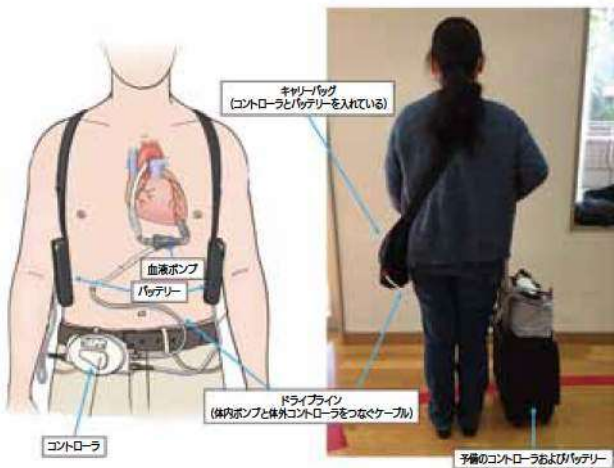 キャリーバッグ
(コントローラとバッテリーを入れている)
血液ポンプ
バッテリー
ドライブライン
(体内ポンプと体外コントローラをつなぐケーブル)
コントローラ
予備のコントローラおよびバッテリー